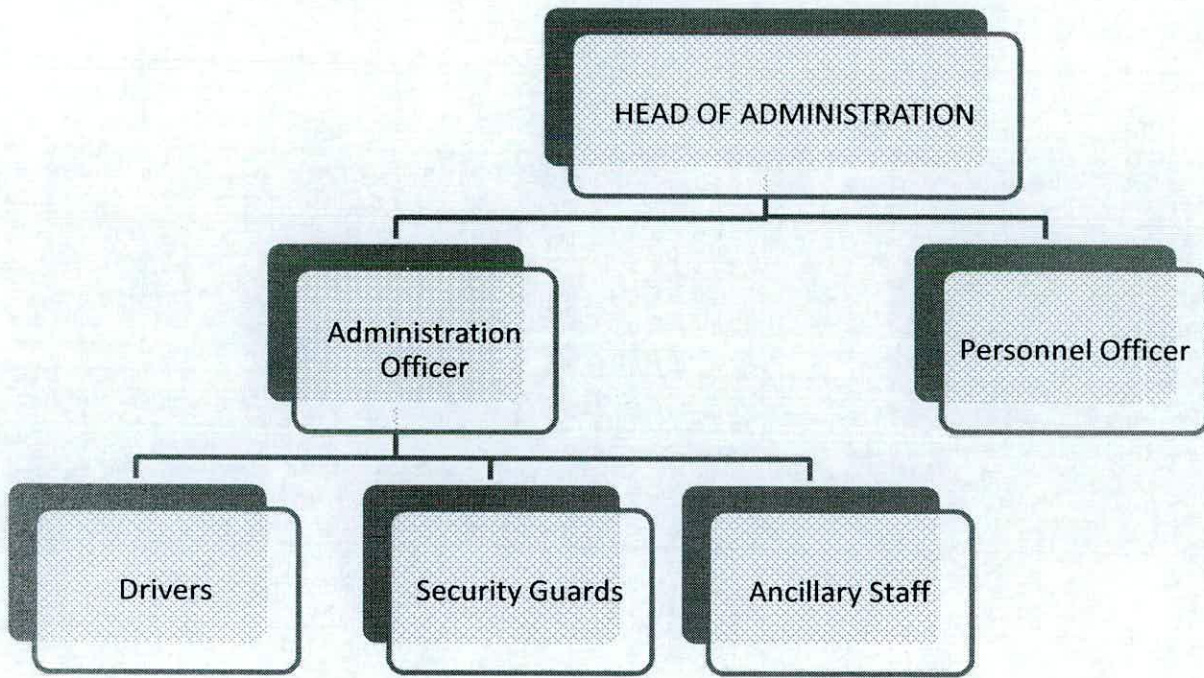 HEAD OF ADMINISTRATION
Administration
Officer
Personnel Officer
Drivers
Security Guards
Ancillary Staff